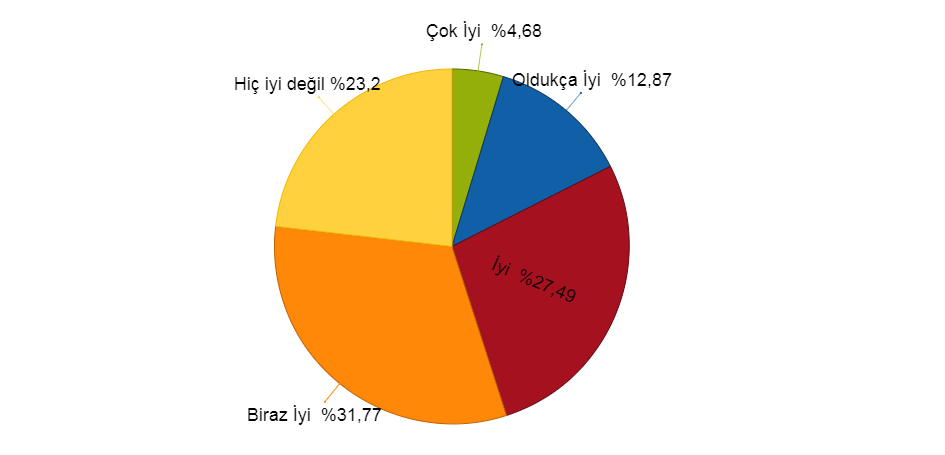 Çok İyi %4,68
Oldukça İyi %12,87
Hiç iyi değil %23,2
İyi %27,49
Biraz İyi %31,77